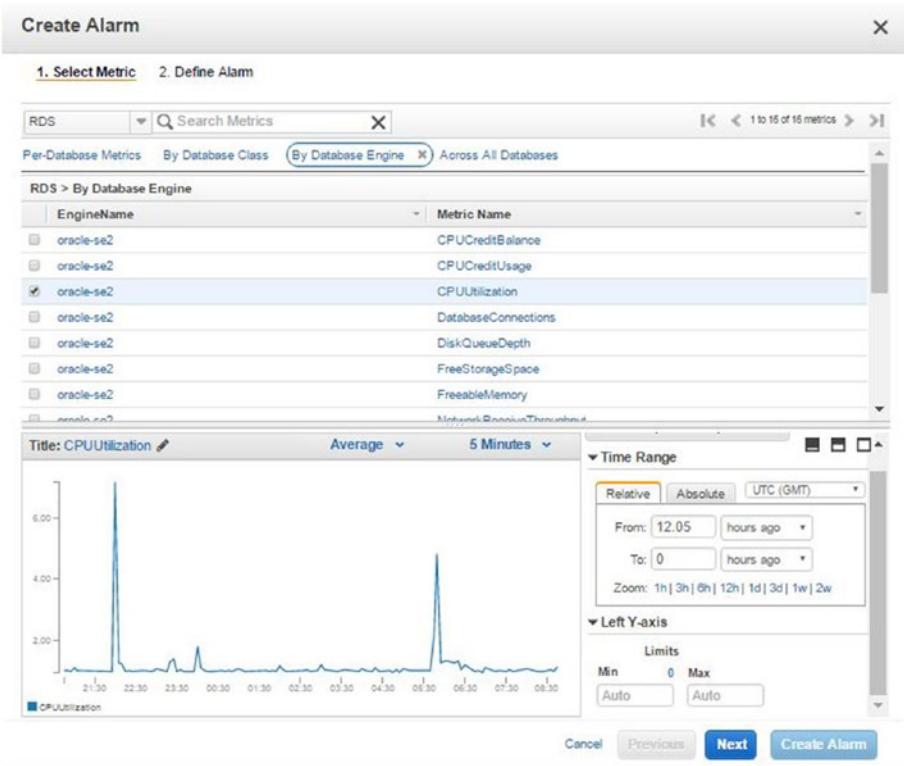 Create Alarm
1. Select Metric 2. Define Alarm
RDS Search Metrics X 1 to 16 of 16 metrics
Per-Database Metrics By Database Class By Database Engine × Across All Databases
RDS > By Database Engine
EngineName Metric Name
oracle-se2 CPUCreditBalance
oracle-se2 CPUCreditUsage
oracle-se2 CPUUtilization
oracle-se2 DatabaseConnections
oracle-se2 DiskQueueDepth
oracle-se2 FreeStorageSpace
oracle-se2 FreeableMemory
oracle-se2 NetworkReceiveThroughput
Title: CPUUtilization Average 5 Minutes
6.00
4.00
2.00
21:30 22:30 23:30 00:30 01:30 02:30 03:30 04:30 05:30 06:30 07:30 08:30
CPUUtilization
Time Range
Relative Absolute UTC (GMT)
From: 12.05 hours ago
To: 0 hours ago
Zoom: 1h | 3h | 6h | 12h | 1d | 3d | 1w | 2w
Left Y-axis
Limits
Min 0 Max
Auto Auto
Cancel Previous Next Create Alarm